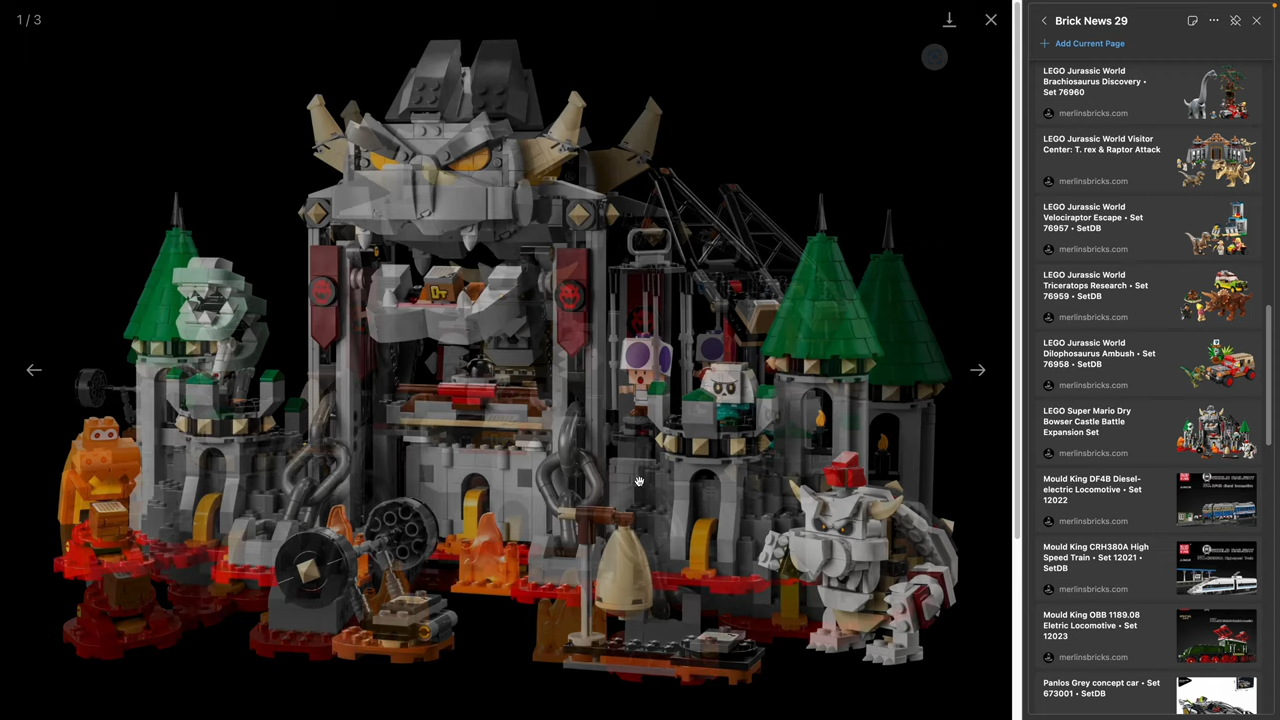 1 / 3
Brick News 29
Add Current Page
LEGO Jurassic World
Brachiosaurus Discovery •
Set 76960
merlinsbricks.com
LEGO Jurassic World Visitor
Center: T. rex & Raptor Attack
merlinsbricks.com
LEGO Jurassic World
Velociraptor Escape • Set
76957 • SetDB
merlinsbricks.com
LEGO Jurassic World
Triceratops Research • Set
76959 • SetDB
merlinsbricks.com
LEGO Jurassic World
Dilophosaurus Ambush • Set
76958 • SetDB
merlinsbricks.com
LEGO Super Mario Dry
Bowser Castle Battle
Expansion Set
merlinsbricks.com
Mould King DF4B Diesel-
electric Locomotive • Set
12022
merlinsbricks.com
Mould King CRH380A High
Speed Train • Set 12021 •
SetDB
merlinsbricks.com
Mould King OBB 1189.08
Eletric Locomotive • Set
12023
merlinsbricks.com
Panlos Grey concept car • Set
673001 • SetDB